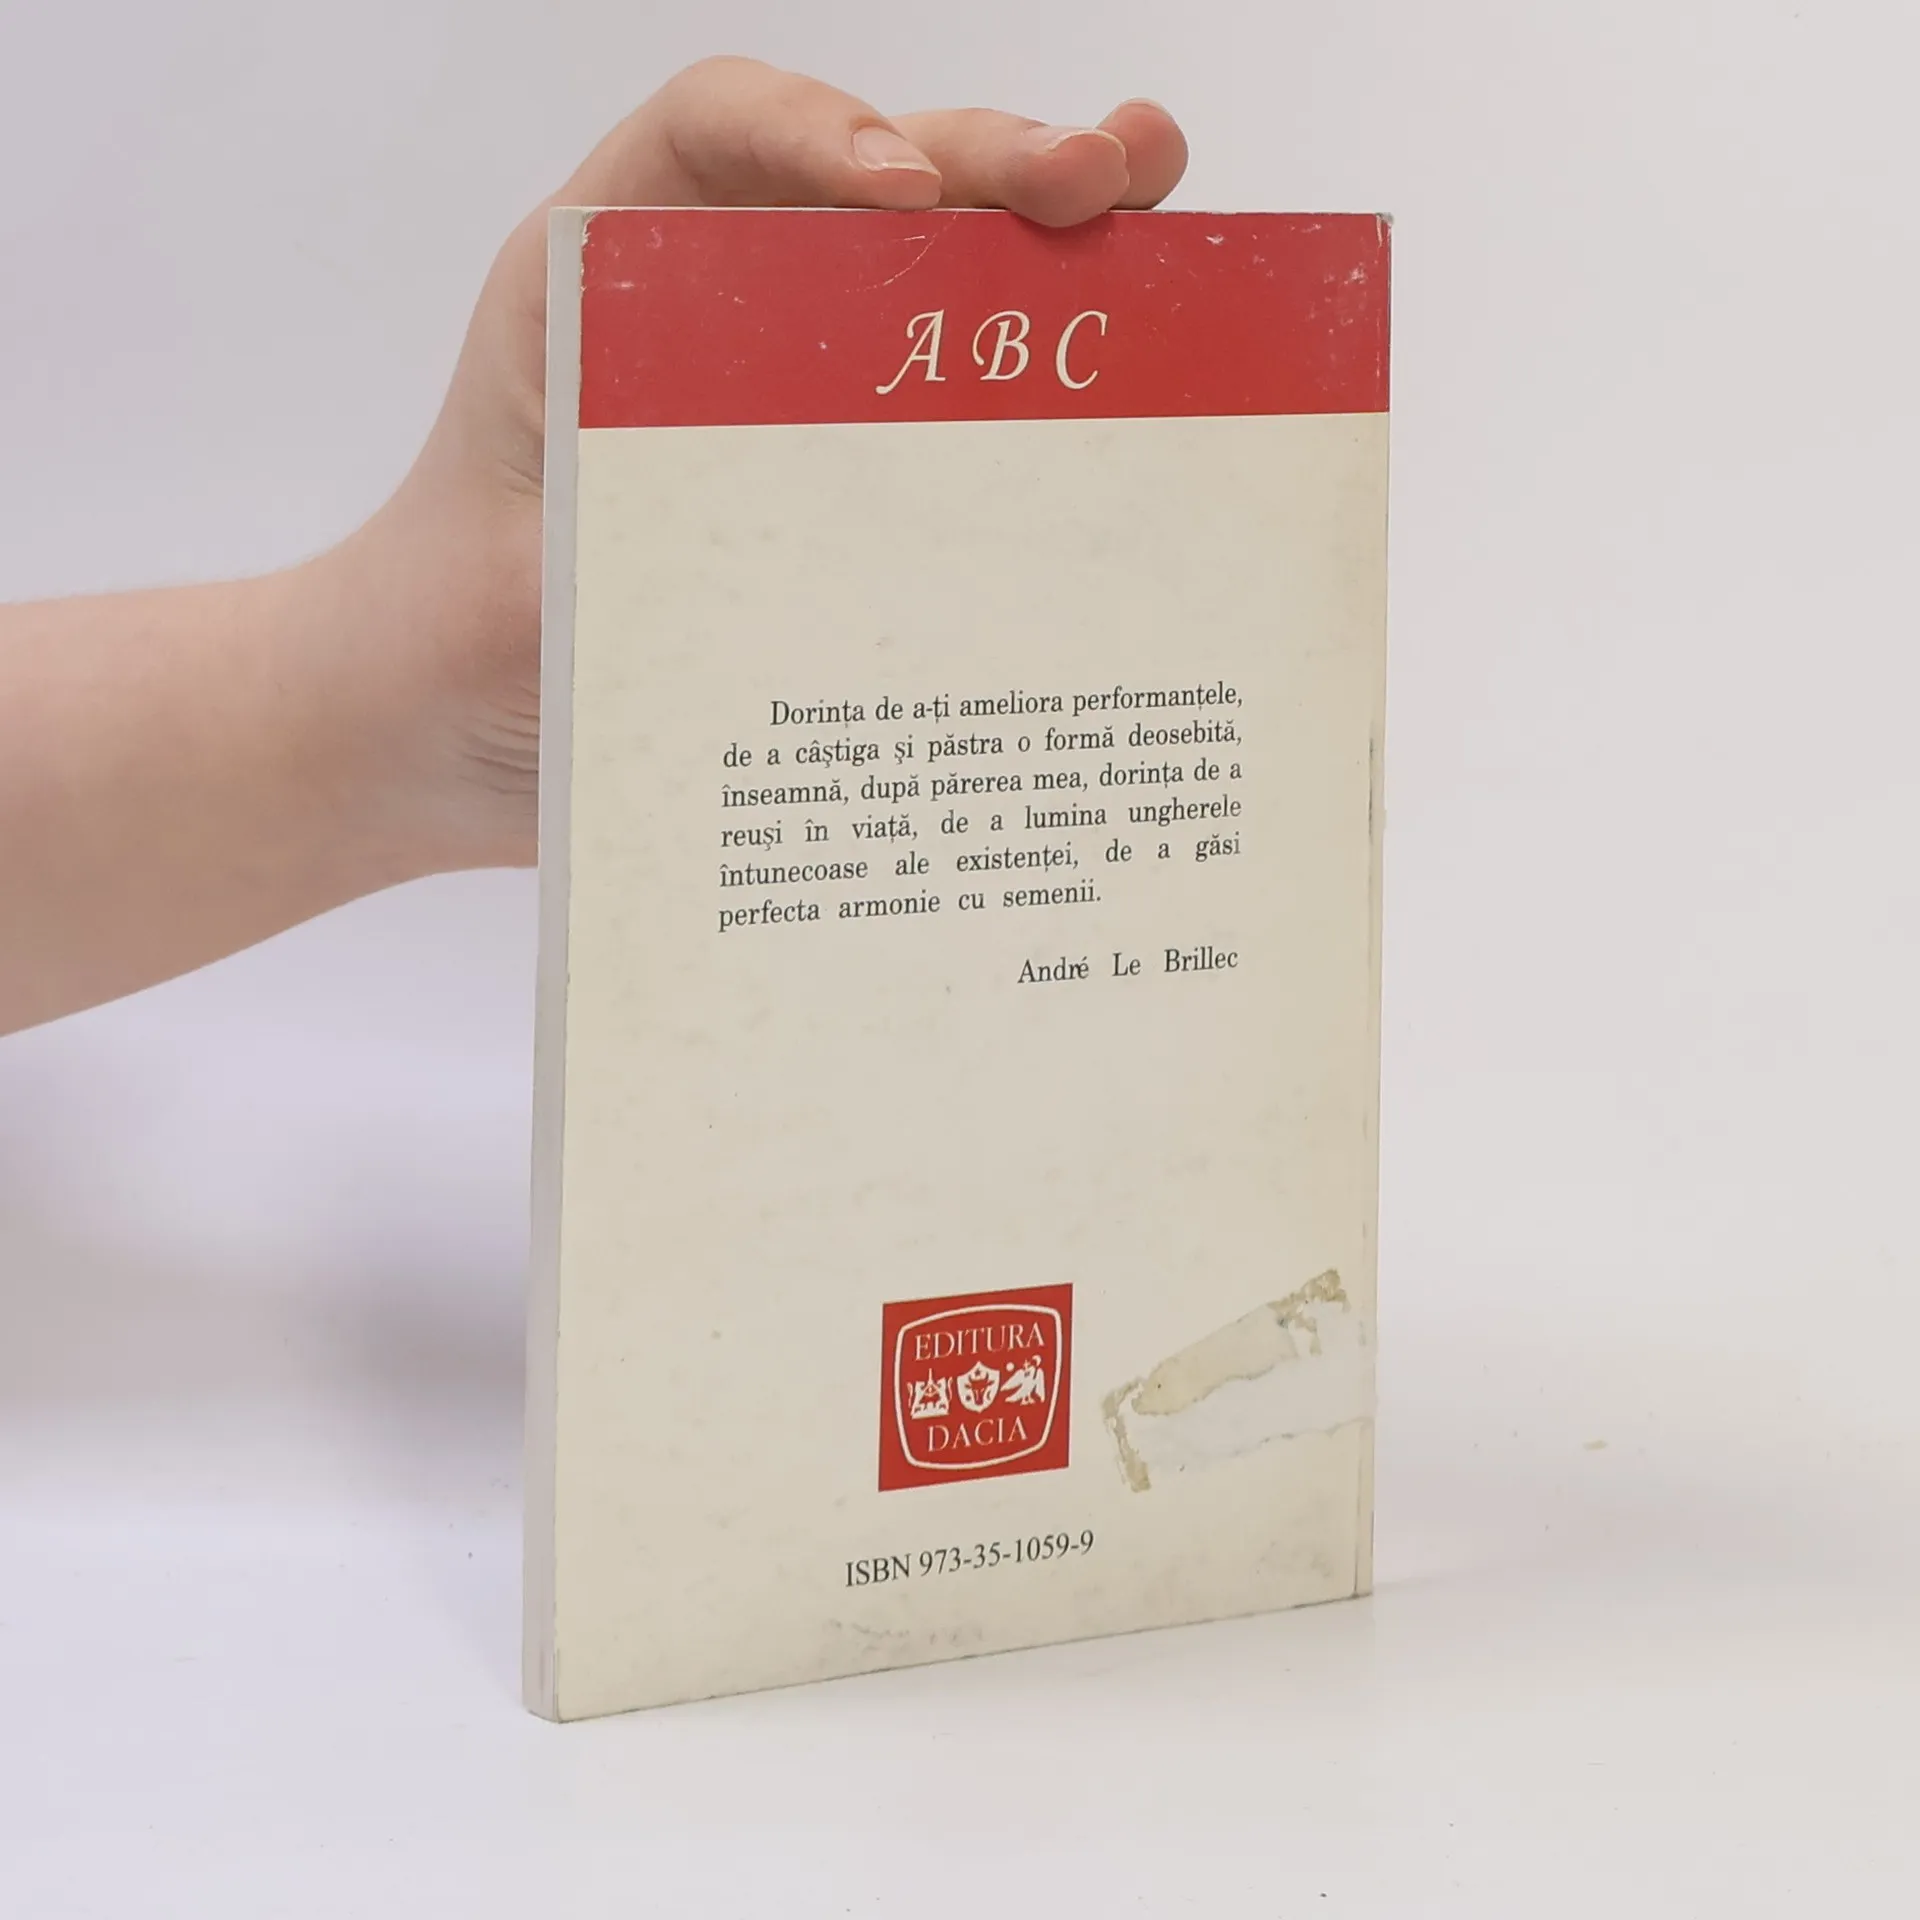 A B C
Dorința de a-ți ameliora performanțele,
de a câştiga şi păstra o formă deosebită,
înseamnă, după părerea mea, dorința de a
reuşi în viață, de a lumina ungherele
întunecoase ale existenței, de a găsi
perfecta armonie cu semenii.
André Le Brillec
EDITURA
DACIA
ISBN 973-35-1059-9